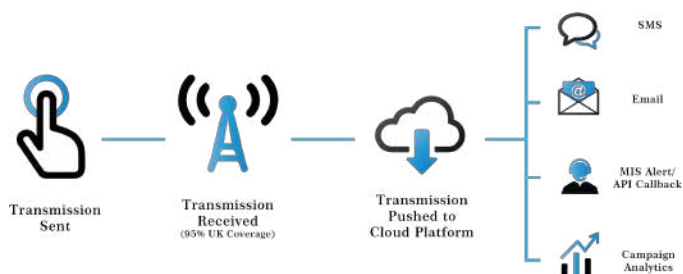 SMS
@
Email
Transmission
Sent
Transmission
Received
(95% UK Coverage)
Transmission
Pushed to
Cloud Platform
MIS Alert/
API Callback
Campaign
Analytics